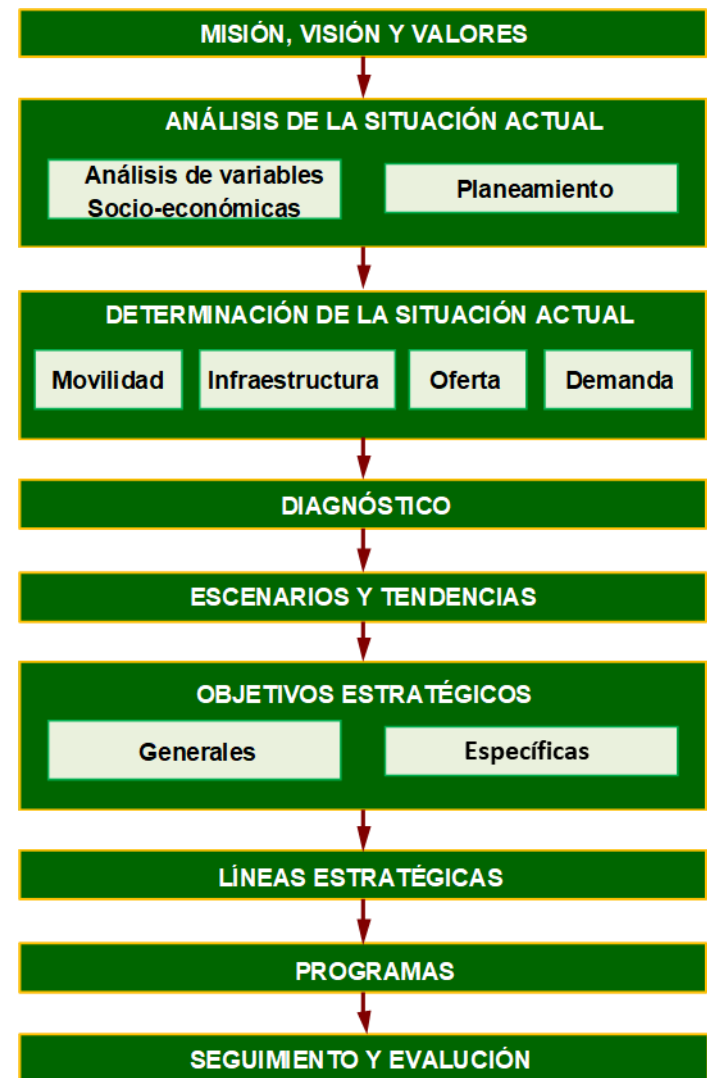 MISIÓN, VISIÓN Y VALORES
ANÁLISIS DE LA SITUACIÓN ACTUAL
Análisis de variables
Socio-económicas
Planeamiento
DETERMINACIÓN DE LA SITUACIÓN ACTUAL
Movilidad
Infraestructura
Oferta
Demanda
DIAGNÓSTICO
ESCENARIOS Y TENDENCIAS
OBJETIVOS ESTRATÉGICOS
Generales
Específicas
LÍNEAS ESTRATÉGICAS
PROGRAMAS
SEGUIMIENTO Y EVALUCIÓN